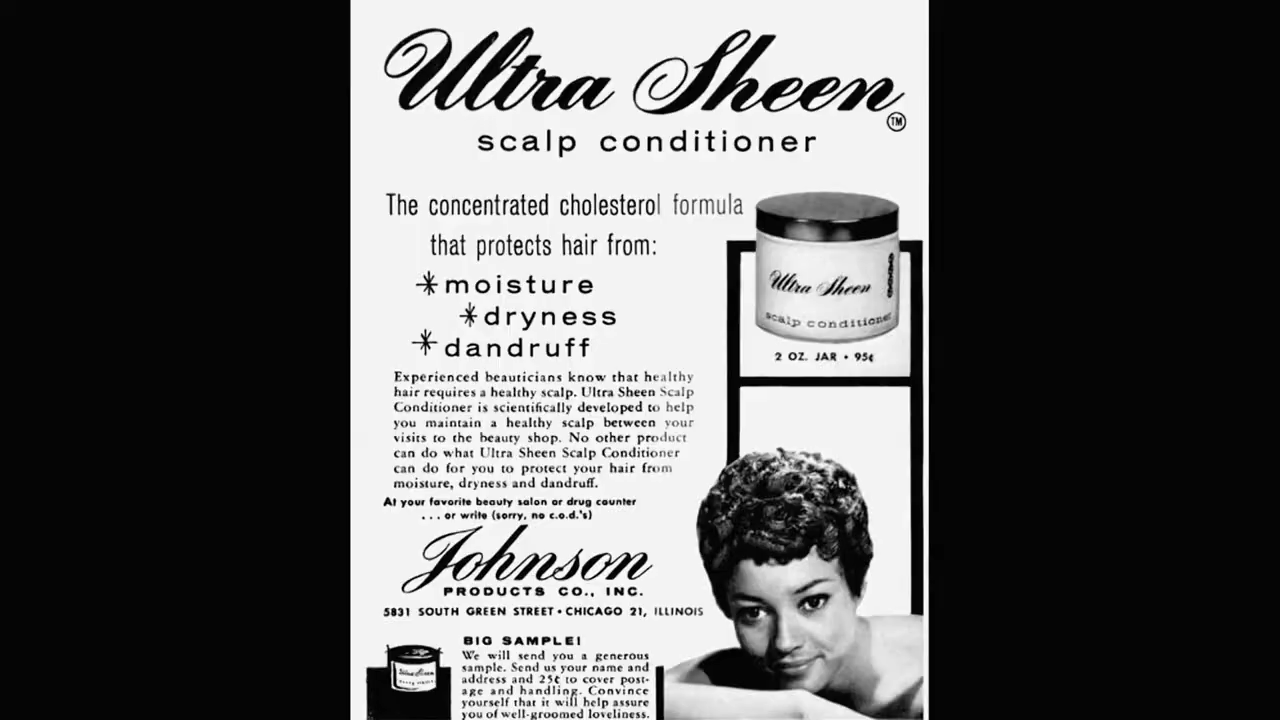 Ultra Sheen
TM
scalp conditioner
The concentrated cholesterol formula
that protects hair from:
*moisture
*dryness
*dandruff
Ultra Sheen
scalp conditioner
2 OZ. JAR • 95¢
Experienced beauticians know that healthy
hair requires a healthy scalp. Ultra Sheen Scalp
Conditioner is scientifically developed to help
you maintain a healthy scalp between your
visits to the beauty shop. No other product
can do what Ultra Sheen Scalp Conditioner
can do for you to protect your hair from
moisture, dryness and dandruff.
At your favorite beauty salon or drug counter
. . . or write (sorry, no c.o.d.'s)
Johnson
PRODUCTS CO., INC.
5831 SOUTH GREEN STREET • CHICAGO 21, ILLINOIS
BIG SAMPLE!
We will send you a generous
sample. Send us your name and
address and 25¢ to cover post-
age and handling. Convince
yourself that it will help assure
you of well-groomed loveliness.
Ultra Sheen